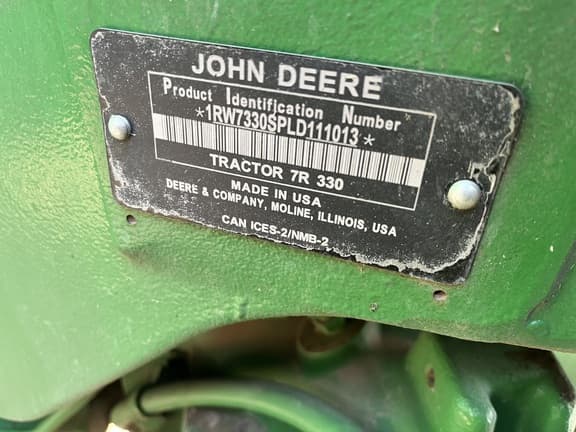 JOHN DEERE
Product Identification Number
*1RW7330SPLD111013*
TRACTOR 7R 330
MADE IN USA
DEERE & COMPANY, MOLINE, ILLINOIS, USA
CAN ICES-2/NMB-2